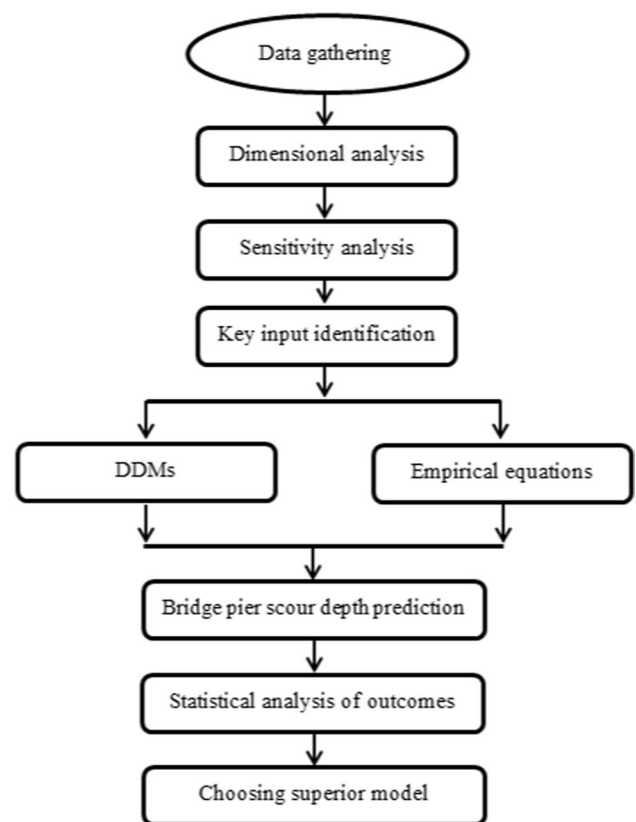 Data gathering
Dimensional analysis
Sensitivity analysis
Key input identification
DDMs
Empirical equations
Bridge pier scour depth prediction
Statistical analysis of outcomes
Choosing superior model